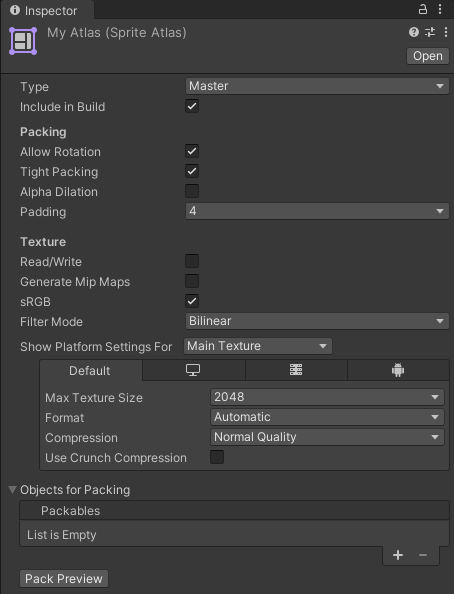 Inspector
My Atlas (Sprite Atlas)
Open
Type Master
Include in Build
Packing
Allow Rotation
Tight Packing
Alpha Dilation
Padding 4
Texture
Read/Write
Generate Mip Maps
sRGB
Filter Mode Bilinear
Show Platform Settings For Main Texture
Default
Max Texture Size 2048
Format Automatic
Compression Normal Quality
Use Crunch Compression
Objects for Packing
Packables
List is Empty
+ −
Pack Preview